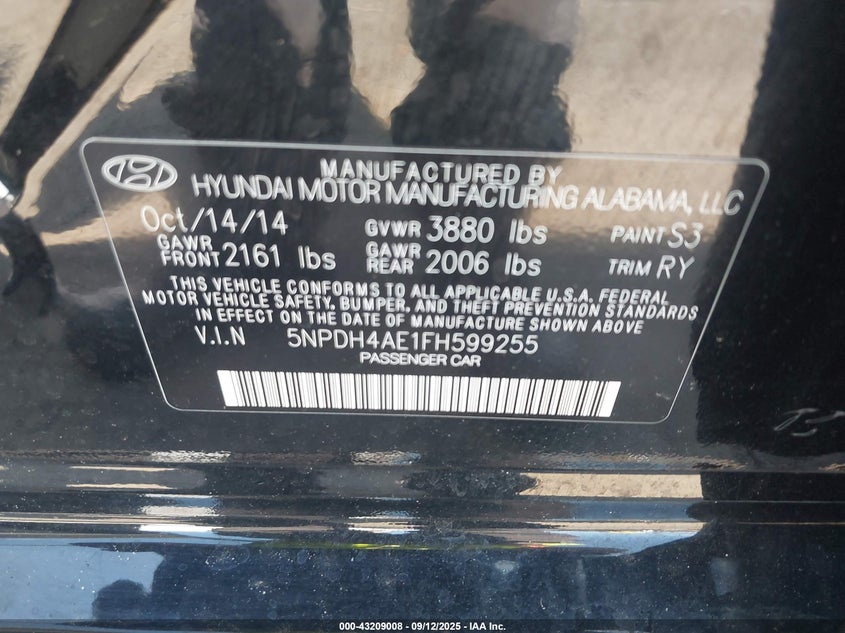 MANUFACTURED BY
HYUNDAI MOTOR MANUFACTURING ALABAMA, LLC
Oct/14/14 GVWR 3880 lbs PAINT S3
GAWR FRONT 2161 lbs GAWR REAR 2006 lbs TRIM RY
THIS VEHICLE CONFORMS TO ALL APPLICABLE U.S.A. FEDERAL
MOTOR VEHICLE SAFETY, BUMPER, AND THEFT PREVENTION STANDARDS
IN EFFECT ON THE DATE OF MANUFACTURE SHOWN ABOVE
V.I.N 5NPDH4AE1FH599255
PASSENGER CAR
000-43209008 - 09/12/2025 - IAA Inc.